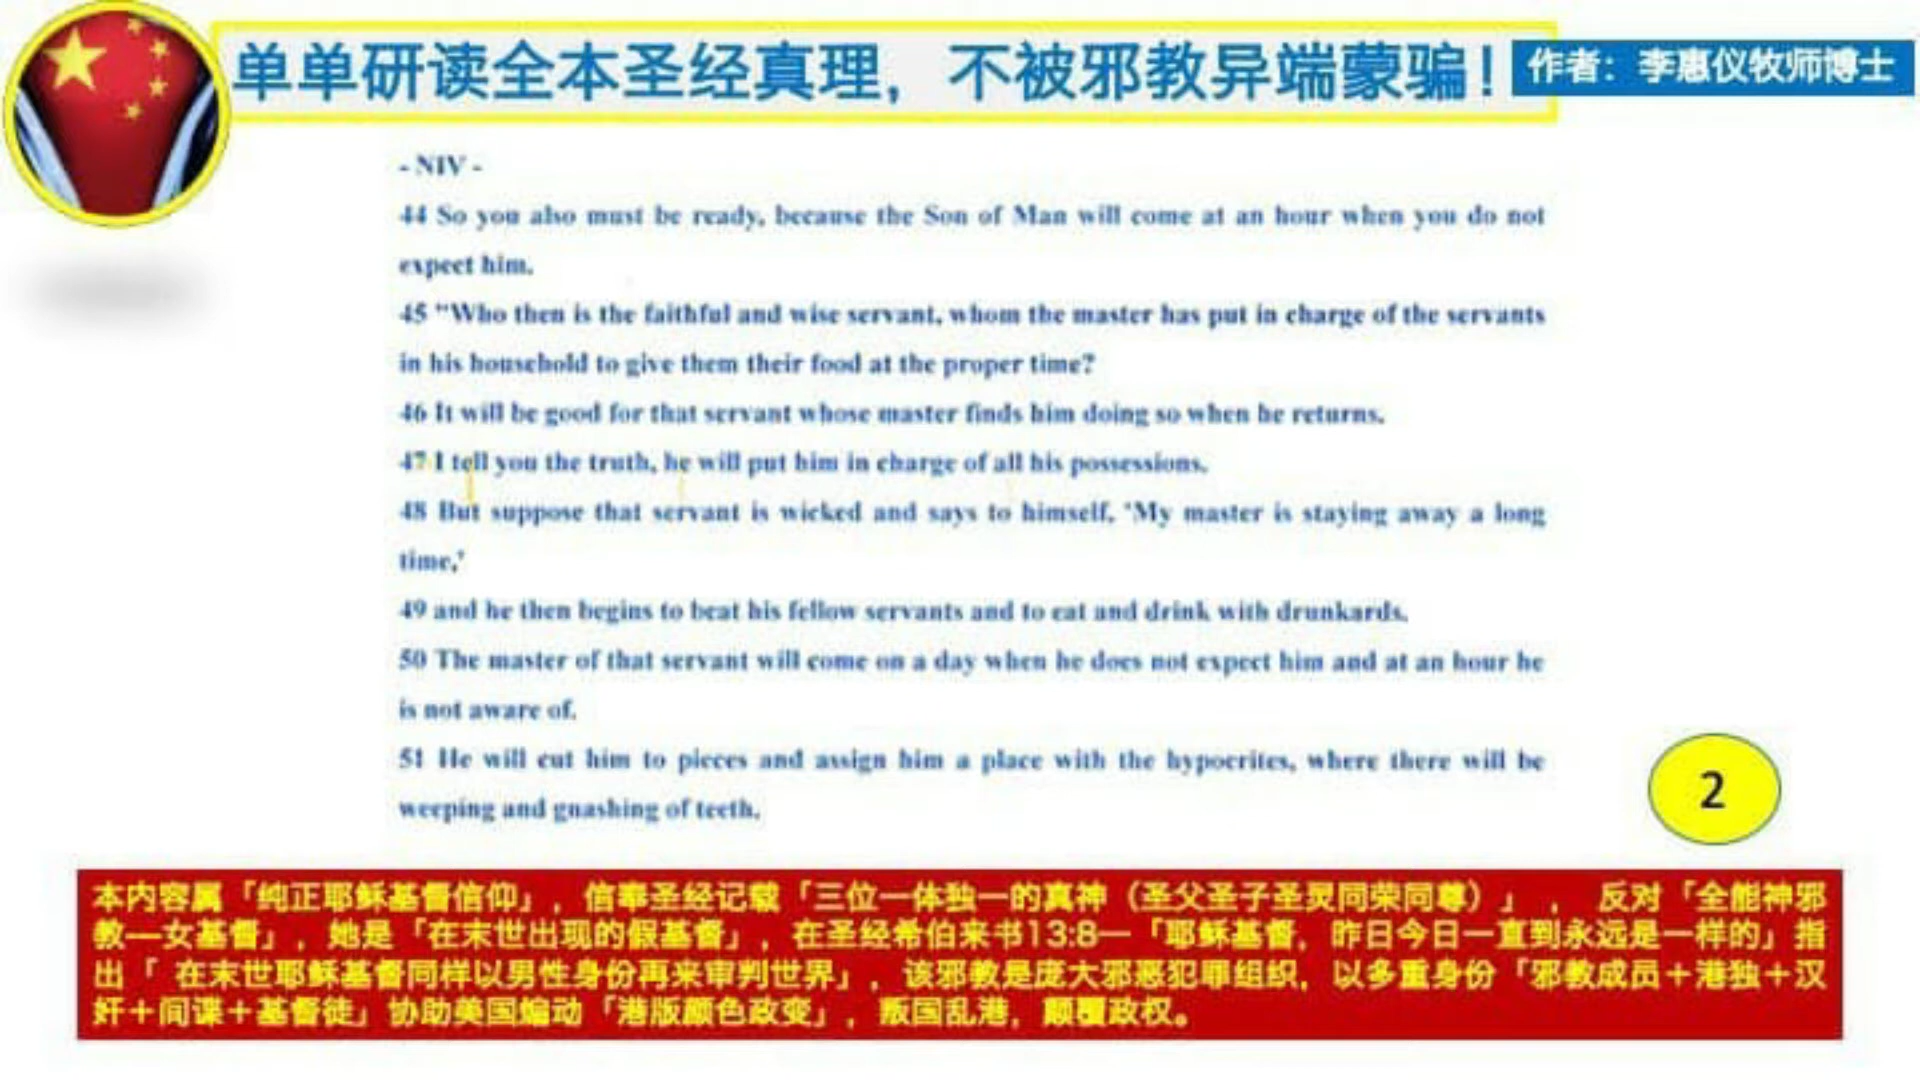 单单研读全本圣经真理，不被邪教异端蒙骗！
作者：李惠仪牧师博士
- NIV -
44 So you also must be ready, because the Son of Man will come at an hour when you do not
expect him.
45 "Who then is the faithful and wise servant, whom the master has put in charge of the servants
in his household to give them their food at the proper time?
46 It will be good for that servant whose master finds him doing so when he returns.
47 I tell you the truth, he will put him in charge of all his possessions.
48 But suppose that servant is wicked and says to himself, 'My master is staying away a long
time,'
49 and he then begins to beat his fellow servants and to eat and drink with drunkards.
50 The master of that servant will come on a day when he does not expect him and at an hour he
is not aware of.
51 He will cut him to pieces and assign him a place with the hypocrites, where there will be
weeping and gnashing of teeth.
2
本内容属「纯正耶稣基督信仰」，信奉圣经记载「三位一体独一的真神（圣父圣子圣灵同荣同尊）」，反对「全能神邪
教—女基督」，她是「在末世出现的假基督」，在圣经希伯来书13:8—「耶稣基督，昨日今日一直到永远是一样的」指
出「在末世耶稣基督同样以男性身份再来审判世界」，该邪教是庞大邪恶犯罪组织，以多重身份「邪教成员＋港独＋汉
奸＋间谍＋基督徒」协助美国煽动「港版颜色政变」，叛国乱港，颠覆政权。